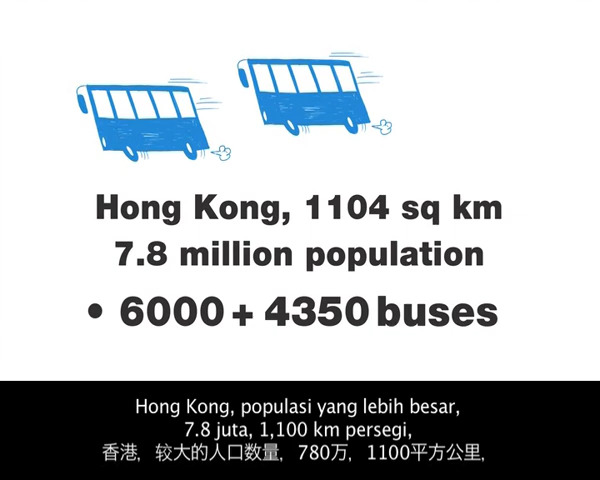 Hong Kong, 1104 sq km
7.8 million population
• 6000 + 4350 buses
Hong Kong, populasi yang lebih besar,
7.8 juta, 1,100 km persegi,
香港, 较大的人口数量, 780万, 1100平方公里,